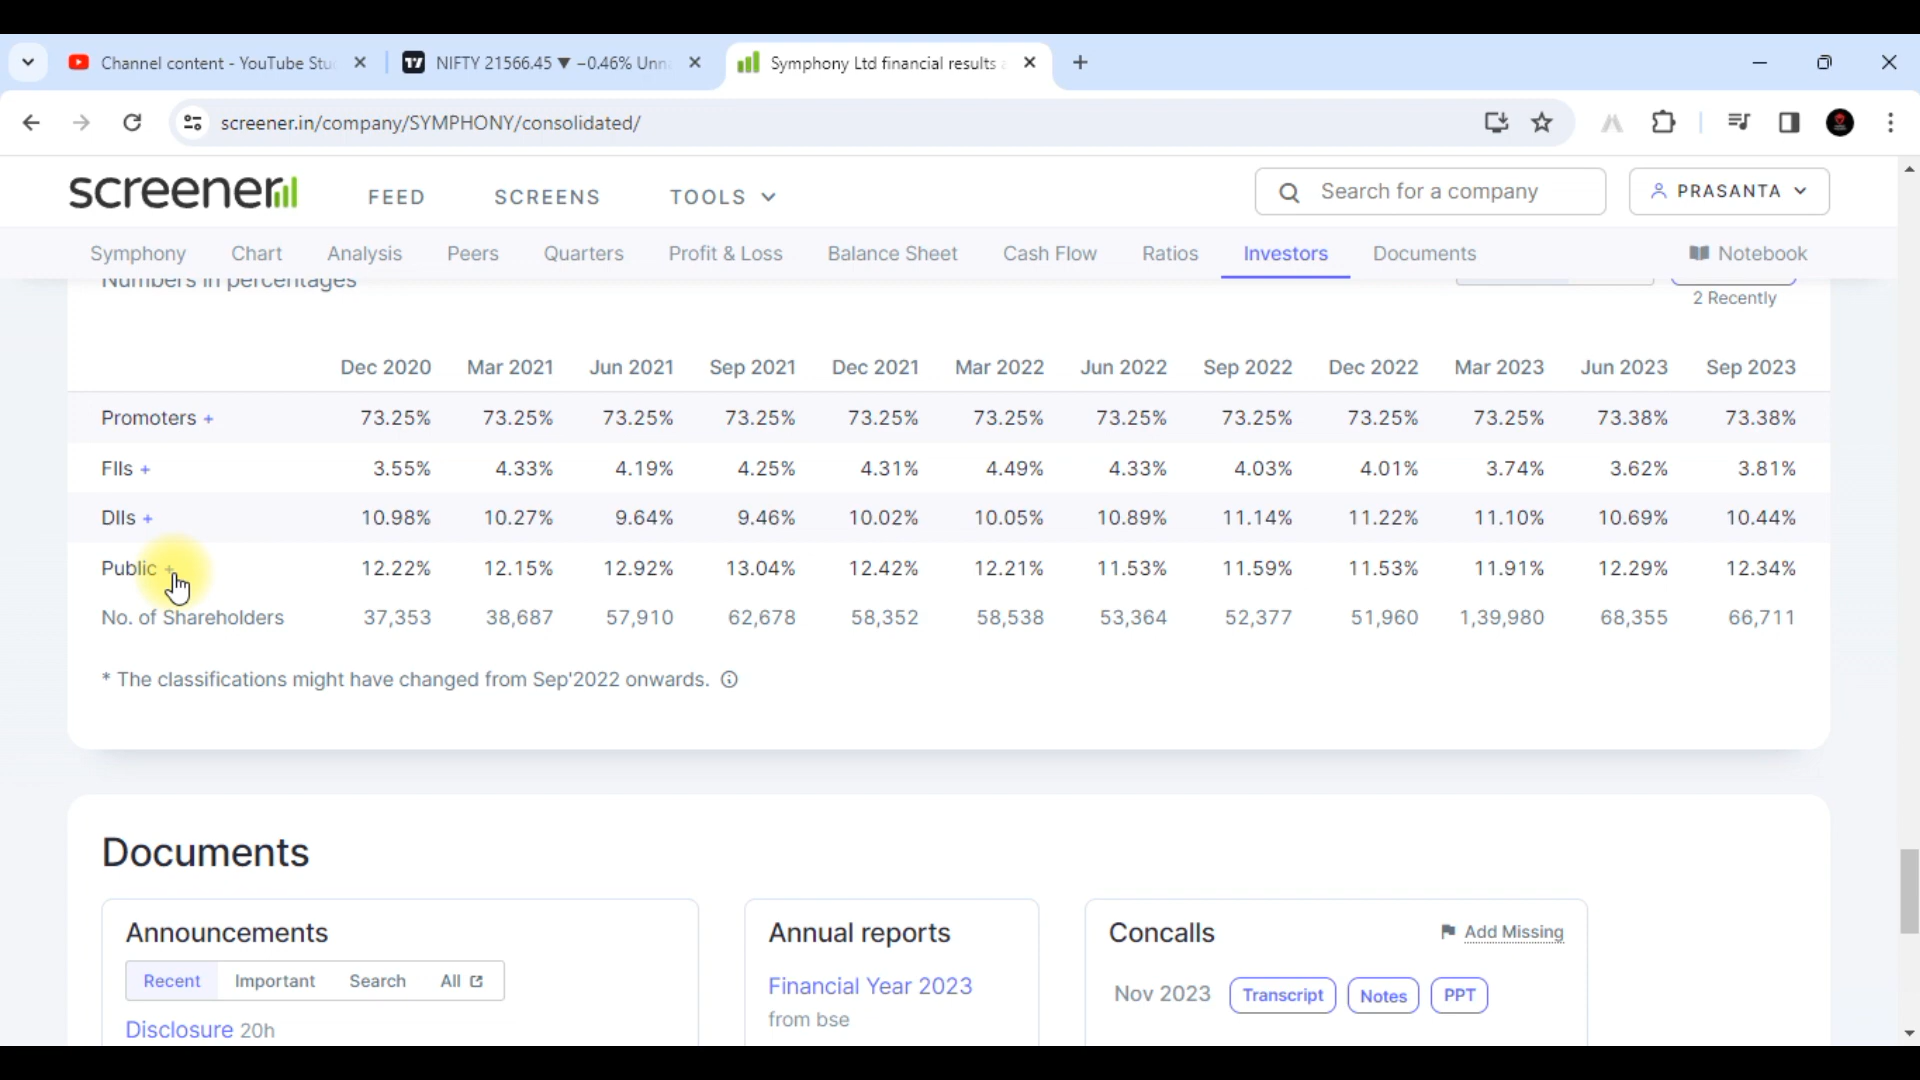 Channel content - YouTube Stu
NIFTY 21566.45 ▼ −0.46% Unn
Symphony Ltd financial results a
screener.in/company/SYMPHONY/consolidated/
screener
FEED
SCREENS
TOOLS
Search for a company
PRASANTA
Symphony
Chart
Analysis
Peers
Quarters
Profit & Loss
Balance Sheet
Cash Flow
Ratios
Investors
Documents
Notebook
Numbers in percentages
2 Recently
Dec 2020 Mar 2021 Jun 2021 Sep 2021 Dec 2021 Mar 2022 Jun 2022 Sep 2022 Dec 2022 Mar 2023 Jun 2023 Sep 2023
Promoters + 73.25% 73.25% 73.25% 73.25% 73.25% 73.25% 73.25% 73.25% 73.25% 73.25% 73.38% 73.38%
FIIs + 3.55% 4.33% 4.19% 4.25% 4.31% 4.49% 4.33% 4.03% 4.01% 3.74% 3.62% 3.81%
DIIs + 10.98% 10.27% 9.64% 9.46% 10.02% 10.05% 10.89% 11.14% 11.22% 11.10% 10.69% 10.44%
Public + 12.22% 12.15% 12.92% 13.04% 12.42% 12.21% 11.53% 11.59% 11.53% 11.91% 12.29% 12.34%
No. of Shareholders 37,353 38,687 57,910 62,678 58,352 58,538 53,364 52,377 51,960 1,39,980 68,355 66,711
* The classifications might have changed from Sep'2022 onwards.
Documents
Announcements
Recent
Important
Search
All
Disclosure 20h
Annual reports
Financial Year 2023
from bse
Concalls
Add Missing
Nov 2023
Transcript
Notes
PPT